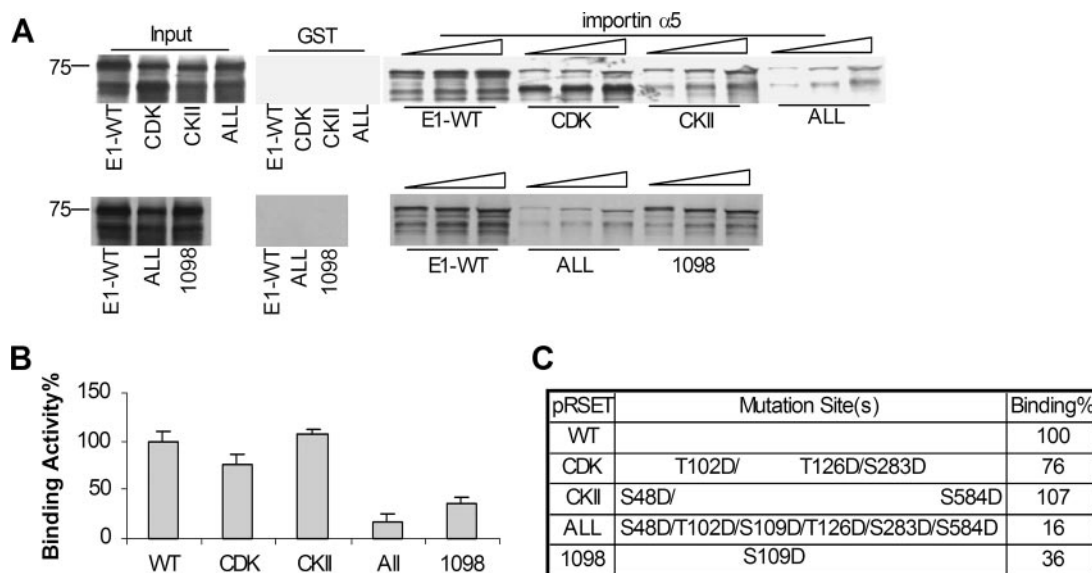 A
Input
GST
importin α5
75
E1-WT
CDK
CKII
ALL
E1-WT
CDK
CKII
ALL
E1-WT
CDK
CKII
ALL
75
E1-WT
ALL
1098
E1-WT
ALL
1098
E1-WT
ALL
1098
B
Binding Activity%
150
100
50
0
WT
CDK
CKII
All
1098
C
pRSET Mutation Site(s) Binding%
WT 100
CDK T102D/ T126D/S283D 76
CKII S48D/ S584D 107
ALL S48D/T102D/S109D/T126D/S283D/S584D 16
1098 S109D 36